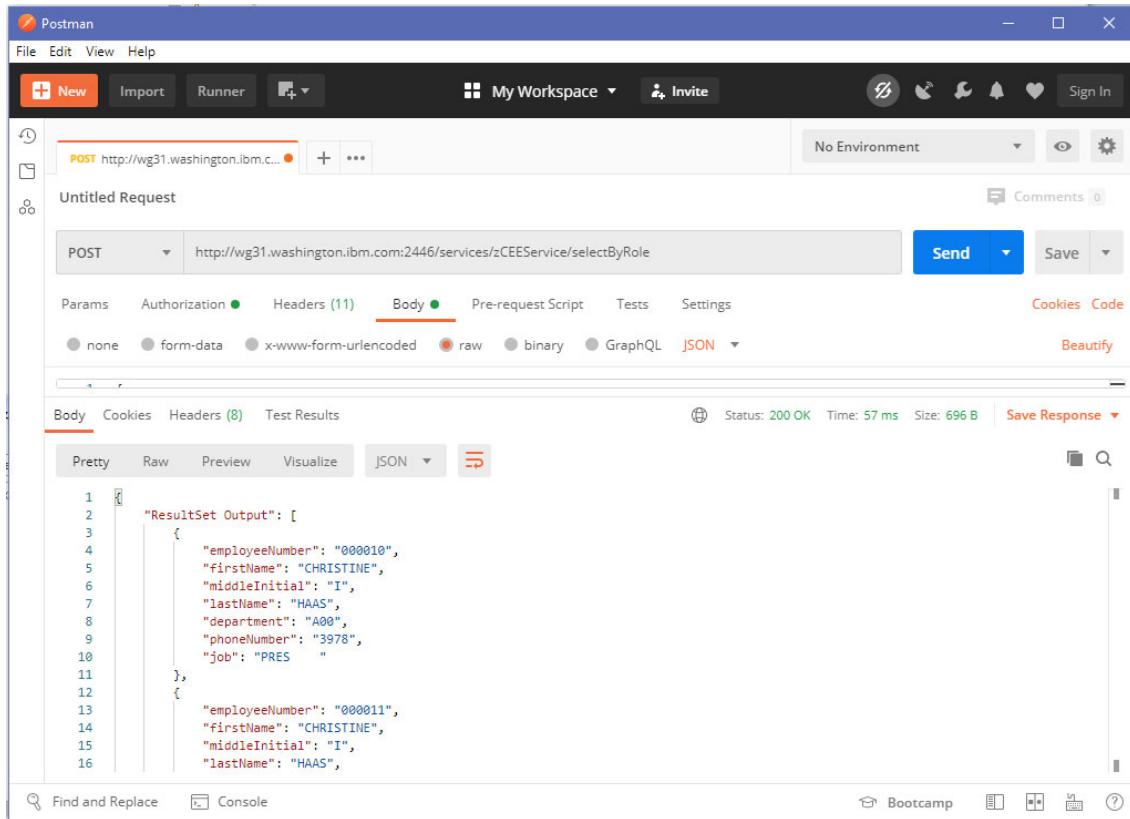 Postman
File Edit View Help
New Import Runner My Workspace Invite Sign In
POST http://wg31.washington.ibm.c... No Environment
Untitled Request Comments 0
POST http://wg31.washington.ibm.com:2446/services/zCEEService/selectByRole Send Save
Params Authorization Headers (11) Body Pre-request Script Tests Settings Cookies Code
none form-data x-www-form-urlencoded raw binary GraphQL JSON Beautify
Body Cookies Headers (8) Test Results Status: 200 OK Time: 57 ms Size: 696 B Save Response
Pretty Raw Preview Visualize JSON
1 {
2 "ResultSet Output": [
3 {
4 "employeeNumber": "000010",
5 "firstName": "CHRISTINE",
6 "middleInitial": "I",
7 "lastName": "HAAS",
8 "department": "A00",
9 "phoneNumber": "3978",
10 "job": "PRES    "
11 },
12 {
13 "employeeNumber": "000011",
14 "firstName": "CHRISTINE",
15 "middleInitial": "I",
16 "lastName": "HAAS",
Find and Replace Console Bootcamp